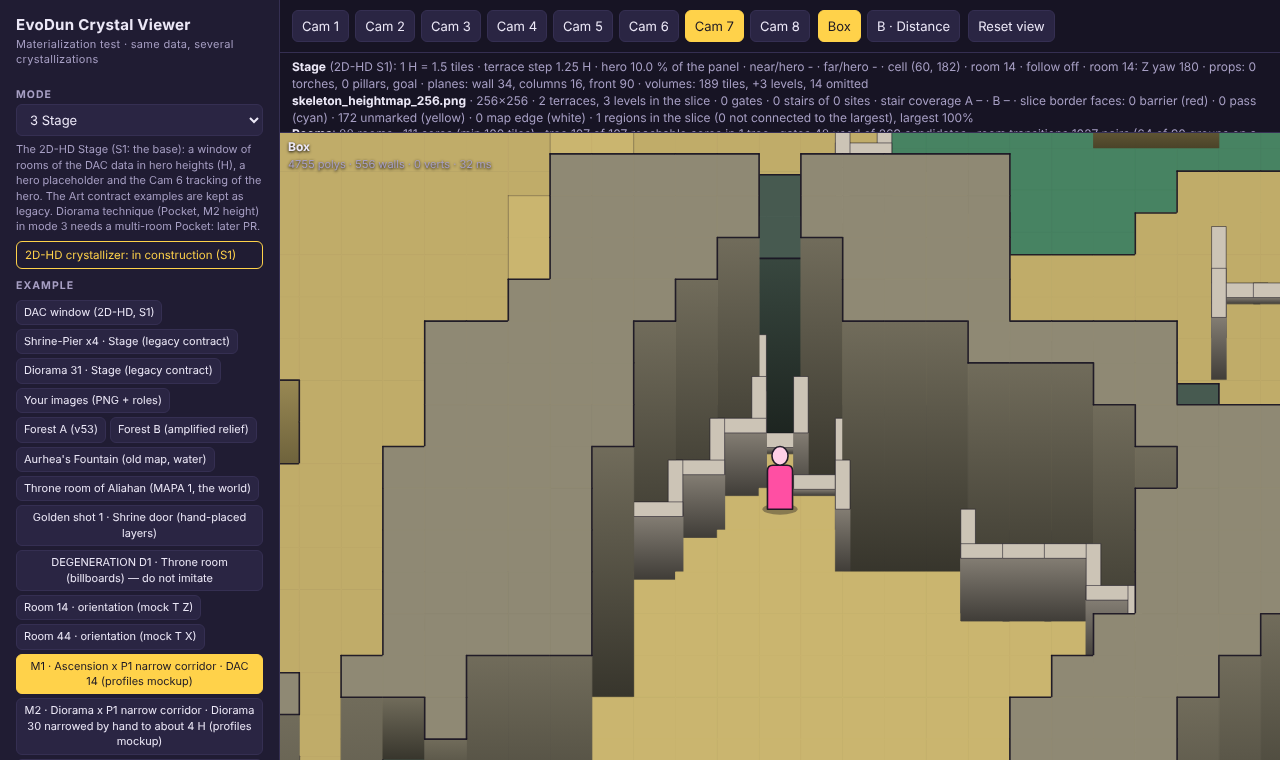 EvoDun Crystal Viewer
Materialization test · same data, several
crystallizations
MODE
3 Stage
The 2D-HD Stage (S1: the base): a window of
rooms of the DAC data in hero heights (H), a
hero placeholder and the Cam 6 tracking of the
hero. The Art contract examples are kept as
legacy. Diorama technique (Pocket, M2 height)
in mode 3 needs a multi-room Pocket: later PR.
2D-HD crystallizer: in construction (S1)
EXAMPLE
DAC window (2D-HD, S1)
Shrine-Pier x4 · Stage (legacy contract)
Diorama 31 · Stage (legacy contract)
Your images (PNG + roles)
Forest A (v53)
Forest B (amplified relief)
Aurhea's Fountain (old map, water)
Throne room of Aliahan (MAPA 1, the world)
Golden shot 1 · Shrine door (hand-placed
layers)
DEGENERATION D1 · Throne room
(billboards) — do not imitate
Room 14 · orientation (mock T Z)
Room 44 · orientation (mock T X)
M1 · Ascension x P1 narrow corridor · DAC
14 (profiles mockup)
M2 · Diorama x P1 narrow corridor · Diorama
30 narrowed by hand to about 4 H (profiles
mockup)
Cam 1
Cam 2
Cam 3
Cam 4
Cam 5
Cam 6
Cam 7
Cam 8
Box
B · Distance
Reset view
Stage (2D-HD S1): 1 H = 1.5 tiles · terrace step 1.25 H · hero 10.0 % of the panel · near/hero - · far/hero - · cell (60, 182) · room 14 · follow off · room 14: Z yaw 180 · props: 0
torches, 0 pillars, goal · planes: wall 34, columns 16, front 90 · volumes: 189 tiles, +3 levels, 14 omitted
skeleton_heightmap_256.png · 256×256 · 2 terraces, 3 levels in the slice · 0 gates · 0 stairs of 0 sites · stair coverage A – · B – · slice border faces: 0 barrier (red) · 0 pass
(cyan) · 172 unmarked (yellow) · 0 map edge (white) · 1 regions in the slice (0 not connected to the largest), largest 100%
Box
4755 polys · 556 walls · 0 verts · 32 ms